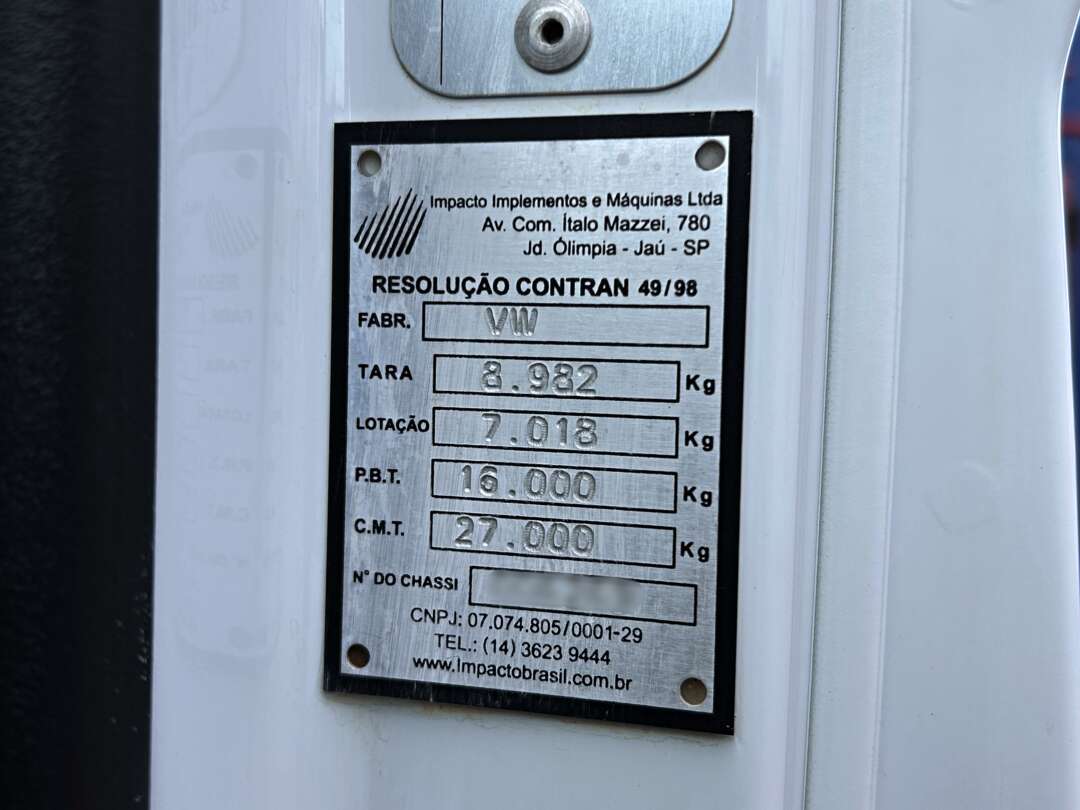 Impacto Implementos e Máquinas Ltda
Av. Com. Ítalo Mazzei, 780
Jd. Ólimpia - Jaú - SP
RESOLUÇÃO CONTRAN 49/98
FABR. VW
TARA 8.982 Kg
LOTAÇÃO 7.018 Kg
P.B.T. 16.000 Kg
C.M.T. 27.000 Kg
N° DO CHASSI
CNPJ: 07.074.805/0001-29
TEL.: (14) 3623 9444
www.Impactobrasil.com.br